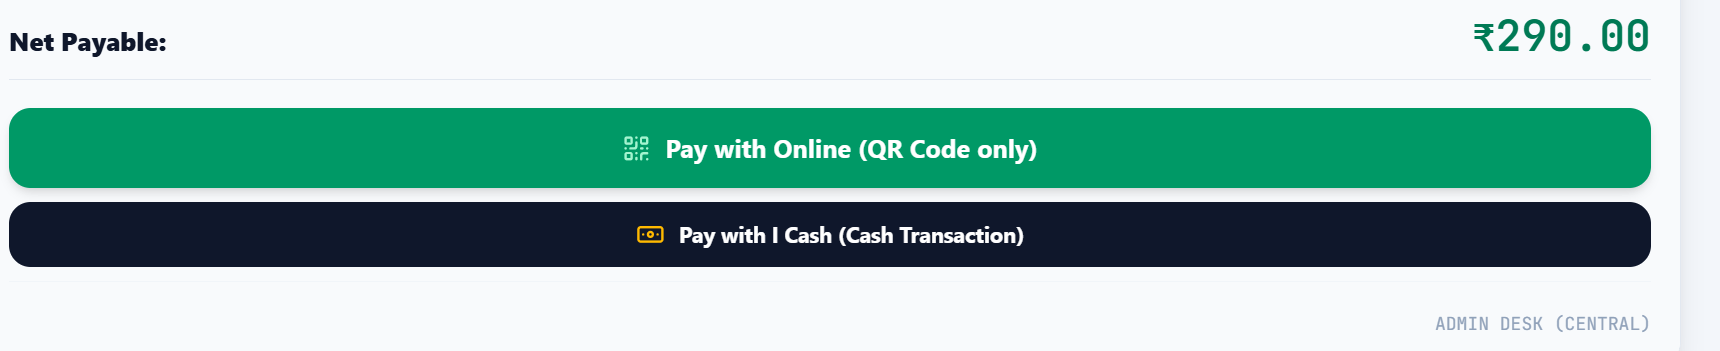 Net Payable:
₹290.00
Pay with Online (QR Code only)
Pay with I Cash (Cash Transaction)
ADMIN DESK (CENTRAL)